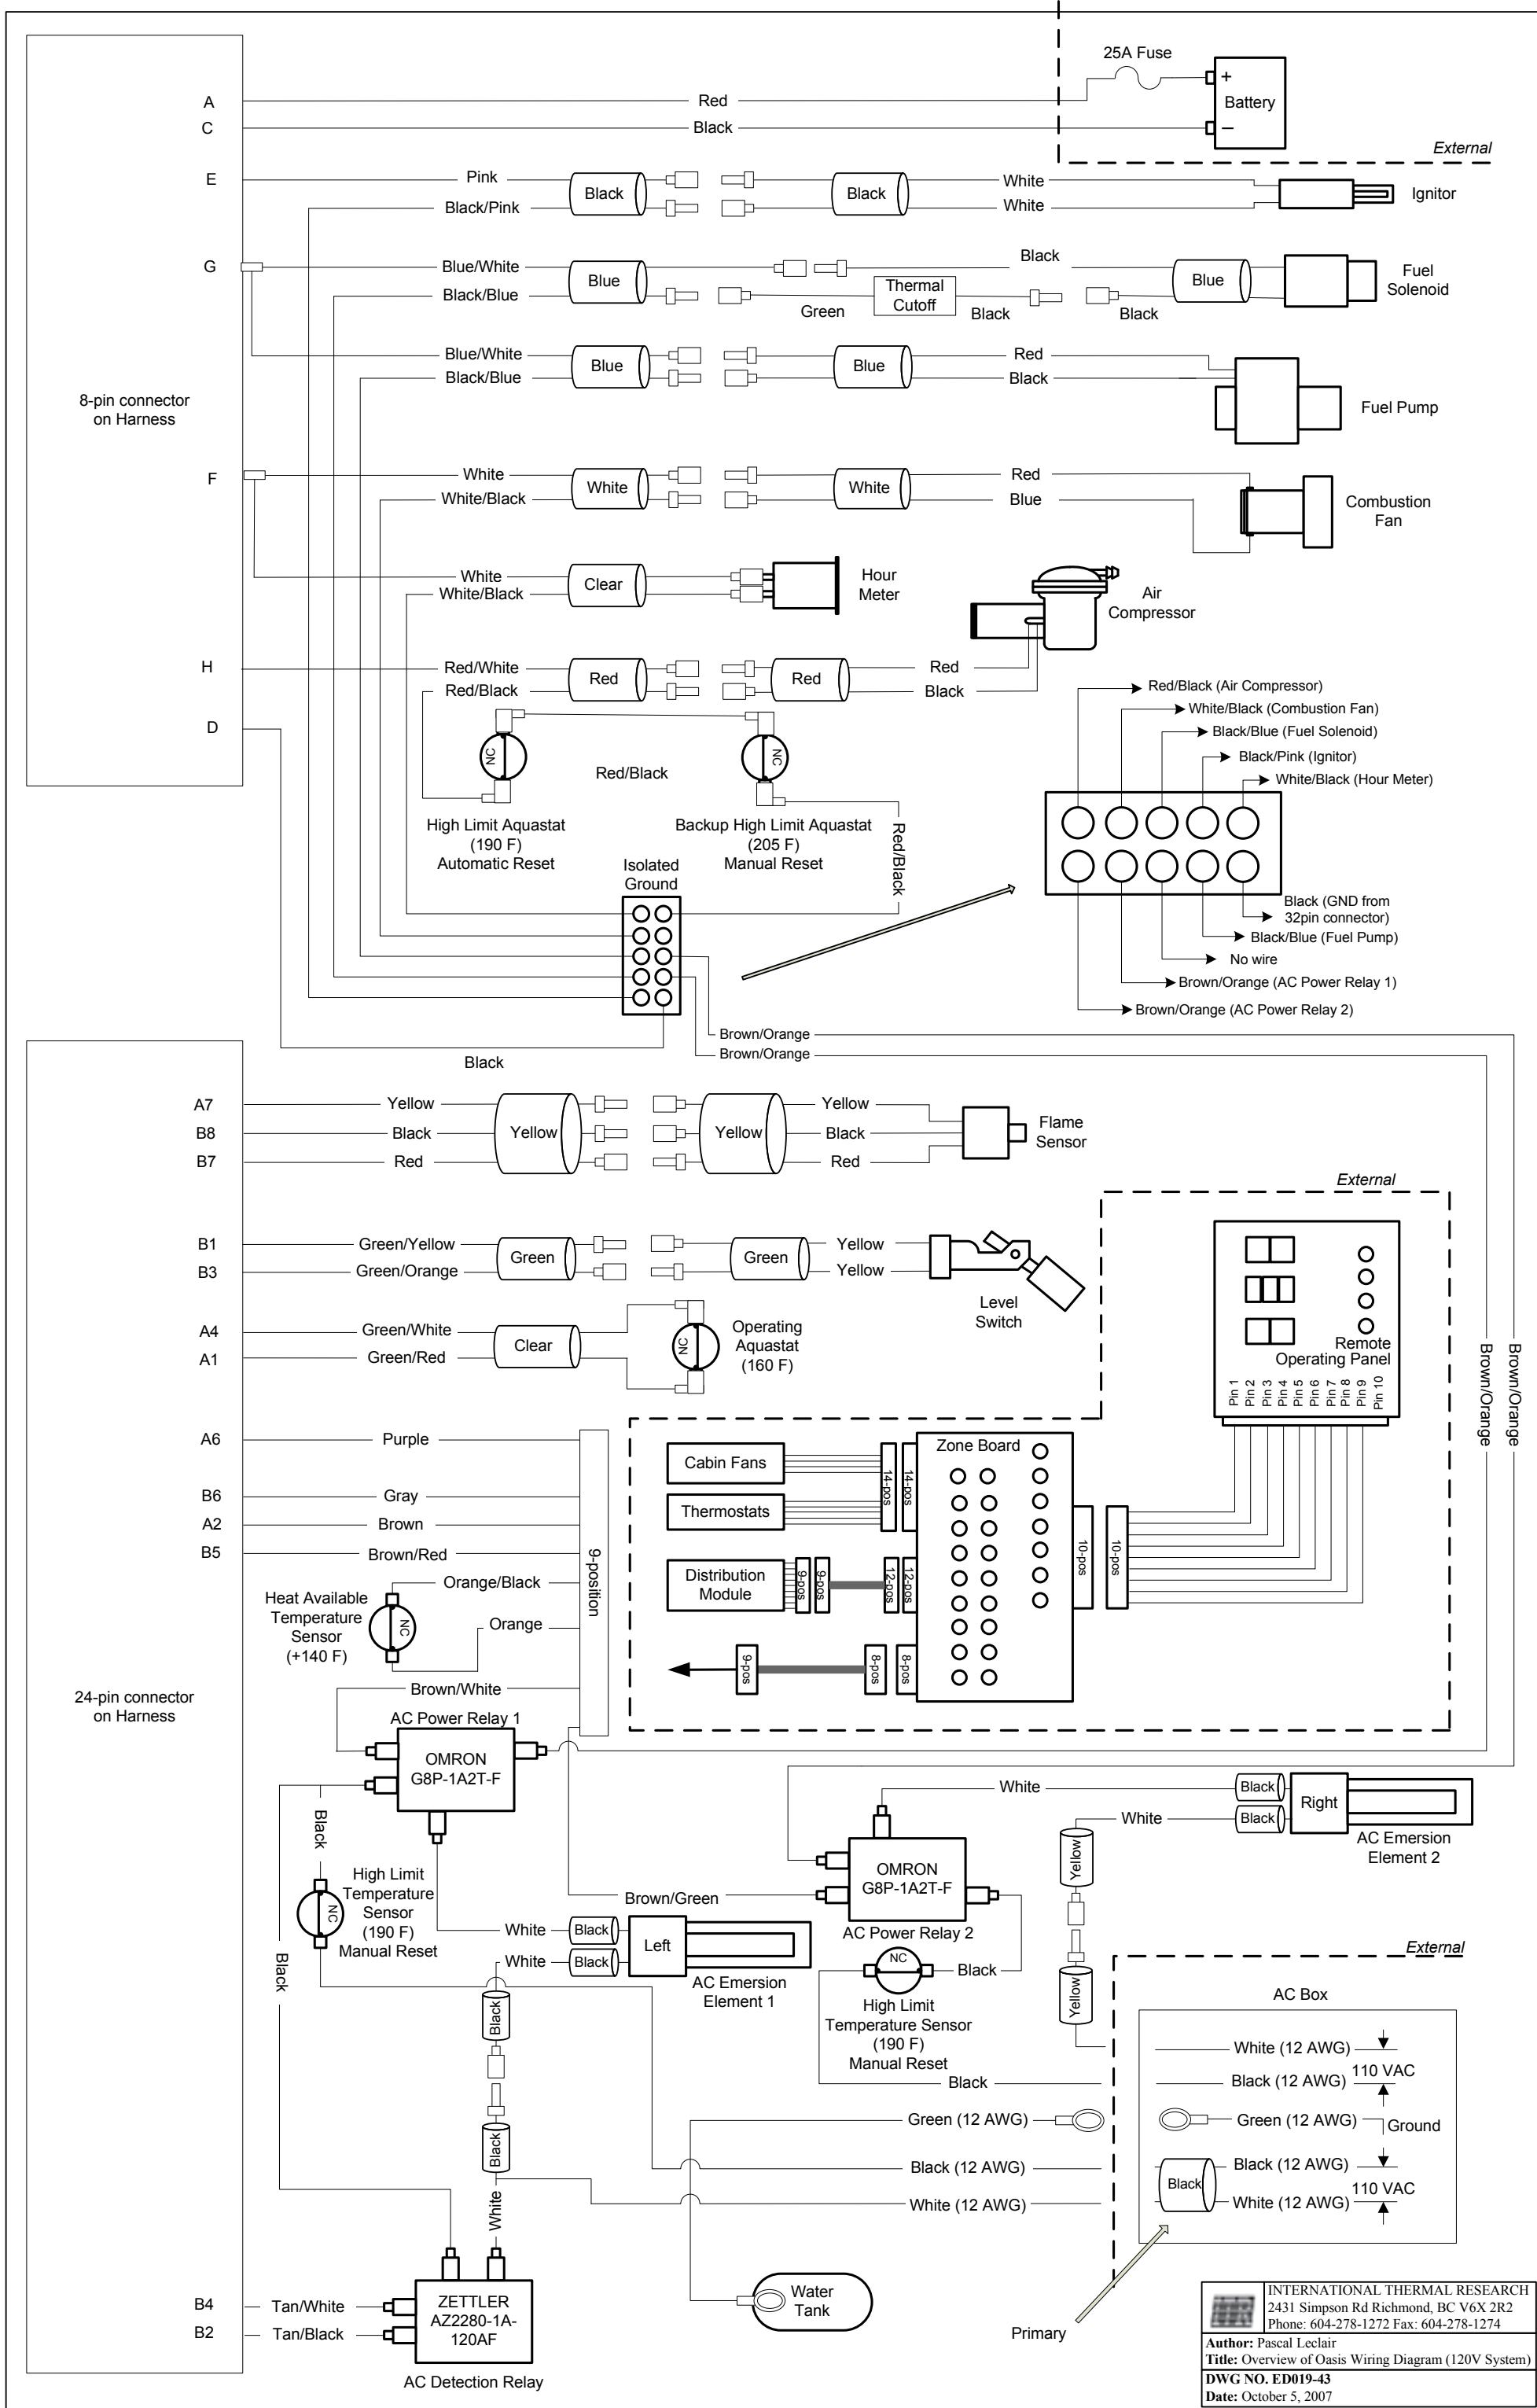 25A Fuse
+
Battery
–
External
A
Red
C
Black
E
Pink
Black/Pink
Black
Black
White
White
Ignitor
G
Blue/White
Black/Blue
Blue
Green
Thermal
Cutoff
Black
Black
Black
Blue
Fuel
Solenoid
Blue/White
Black/Blue
Blue
Blue
Red
Black
Fuel Pump
8-pin connector
on Harness
F
White
White/Black
White
White
Red
Blue
Combustion
Fan
White
White/Black
Clear
Hour
Meter
Air
Compressor
H
Red/White
Red/Black
Red
Red
Red
Black
D
NC
NC
Red/Black
High Limit Aquastat
(190 F)
Automatic Reset
Backup High Limit Aquastat
(205 F)
Manual Reset
Red/Black
Red/Black (Air Compressor)
White/Black (Combustion Fan)
Black/Blue (Fuel Solenoid)
Black/Pink (Ignitor)
White/Black (Hour Meter)
Isolated
Ground
Black (GND from
32pin connector)
Black/Blue (Fuel Pump)
No wire
Brown/Orange (AC Power Relay 1)
Brown/Orange (AC Power Relay 2)
Brown/Orange
Brown/Orange
Black
A7
Yellow
B8
Black
B7
Red
Yellow
Yellow
Yellow
Black
Red
Flame
Sensor
External
B1
Green/Yellow
B3
Green/Orange
Green
Green
Yellow
Yellow
Level
Switch
A4
Green/White
A1
Green/Red
Clear
NC
Operating
Aquastat
(160 F)
Remote
Operating Panel
Pin 1
Pin 2
Pin 3
Pin 4
Pin 5
Pin 6
Pin 7
Pin 8
Pin 9
Pin 10
Brown/Orange
Brown/Orange
A6
Purple
B6
Gray
A2
Brown
B5
Brown/Red
Orange/Black
Orange
Brown/White
9-position
Heat Available
Temperature
Sensor
(+140 F)
NC
Cabin Fans
Thermostats
Distribution
Module
14-pos
14-pos
9-pos
9-pos
12-pos
12-pos
9-pos
8-pos
8-pos
Zone Board
10-pos
10-pos
24-pin connector
on Harness
AC Power Relay 1
OMRON
G8P-1A2T-F
Black
High Limit
Temperature
Sensor
(190 F)
Manual Reset
NC
Black
Brown/Green
White
Black
White
Black
Left
AC Emersion
Element 1
White
Black
White
Black
Right
AC Emersion
Element 2
OMRON
G8P-1A2T-F
AC Power Relay 2
NC
Black
High Limit
Temperature Sensor
(190 F)
Manual Reset
Yellow
Yellow
External
AC Box
Black
Black
White
Black
Green (12 AWG)
Black (12 AWG)
White (12 AWG)
White (12 AWG)
110 VAC
Black (12 AWG)
Green (12 AWG)
Ground
Black (12 AWG)
Black
110 VAC
White (12 AWG)
Primary
Water
Tank
B4
Tan/White
B2
Tan/Black
ZETTLER
AZ2280-1A-
120AF
AC Detection Relay
INTERNATIONAL THERMAL RESEARCH
2431 Simpson Rd Richmond, BC V6X 2R2
Phone: 604-278-1272 Fax: 604-278-1274
Author: Pascal Leclair
Title: Overview of Oasis Wiring Diagram (120V System)
DWG NO. ED019-43
Date: October 5, 2007